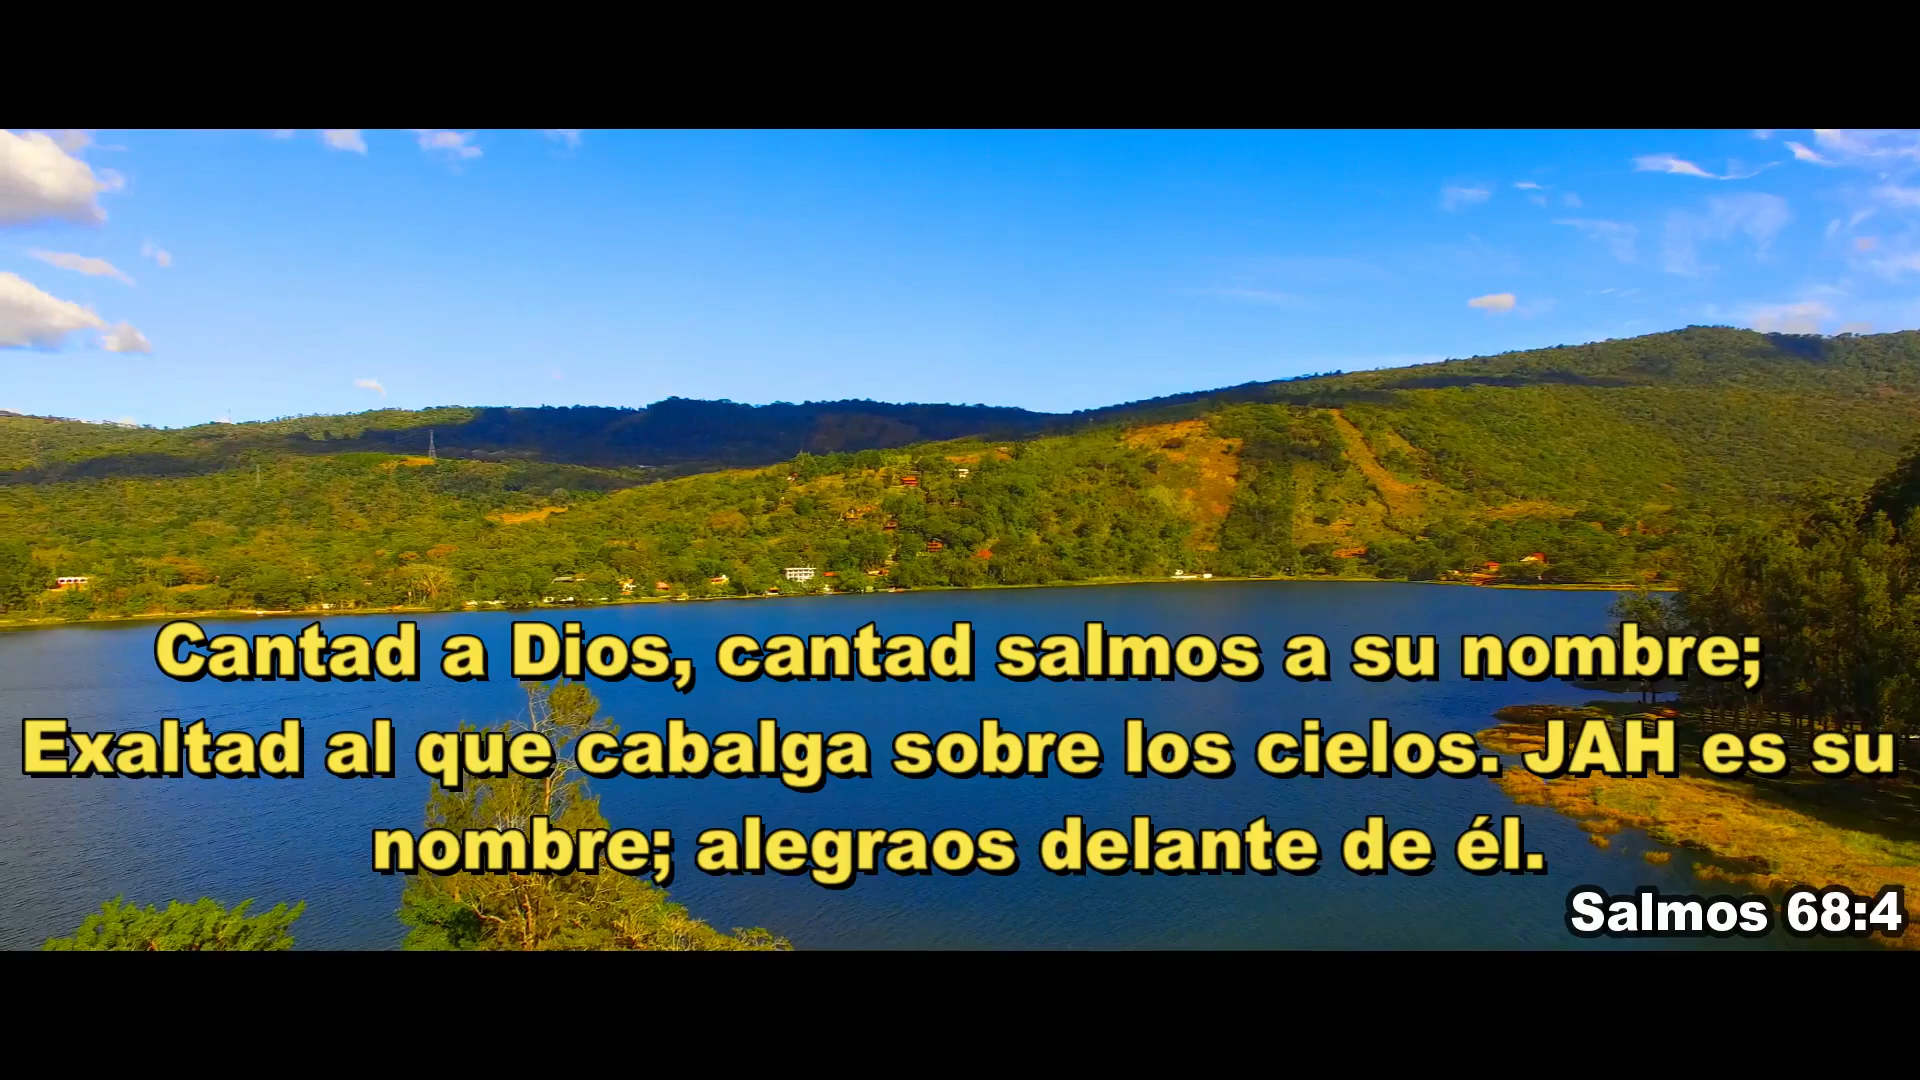 Cantad a Dios, cantad salmos a su nombre;
Exaltad al que cabalga sobre los cielos. JAH es su
nombre; alegraos delante de él.
Salmos 68:4